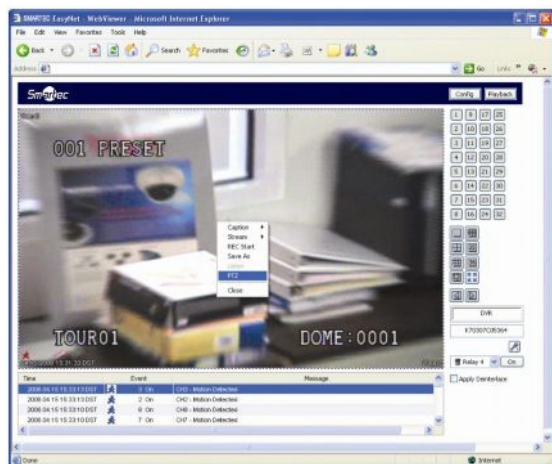 SMARTEC EasyNet - WebViewer - Microsoft Internet Explorer
File Edit View Favorites Tools Help
Back Search Favorites
Address Go Links
Smartec Config Playback
001 PRESET
Caption
Stream
REC Start
Save As
PTZ
Close
TOUR01 DOME:0001
1 9 17 25
2 10 18 26
3 11 19 27
4 12 20 28
5 13 21 29
6 14 22 30
7 15 23 31
8 16 24 32
DVR
Relay 4 On
Apply Deinterlace
Time Event Message
2008.04.15 15:33:13 DST 3 On CH3 - Motion Detected
2008.04.15 15:33:13 DST 2 On CH2 - Motion Detected
2008.04.15 15:33:10 DST 8 On CH8 - Motion Detected
2008.04.15 15:33:10 DST 7 On CH7 - Motion Detected
Done Internet